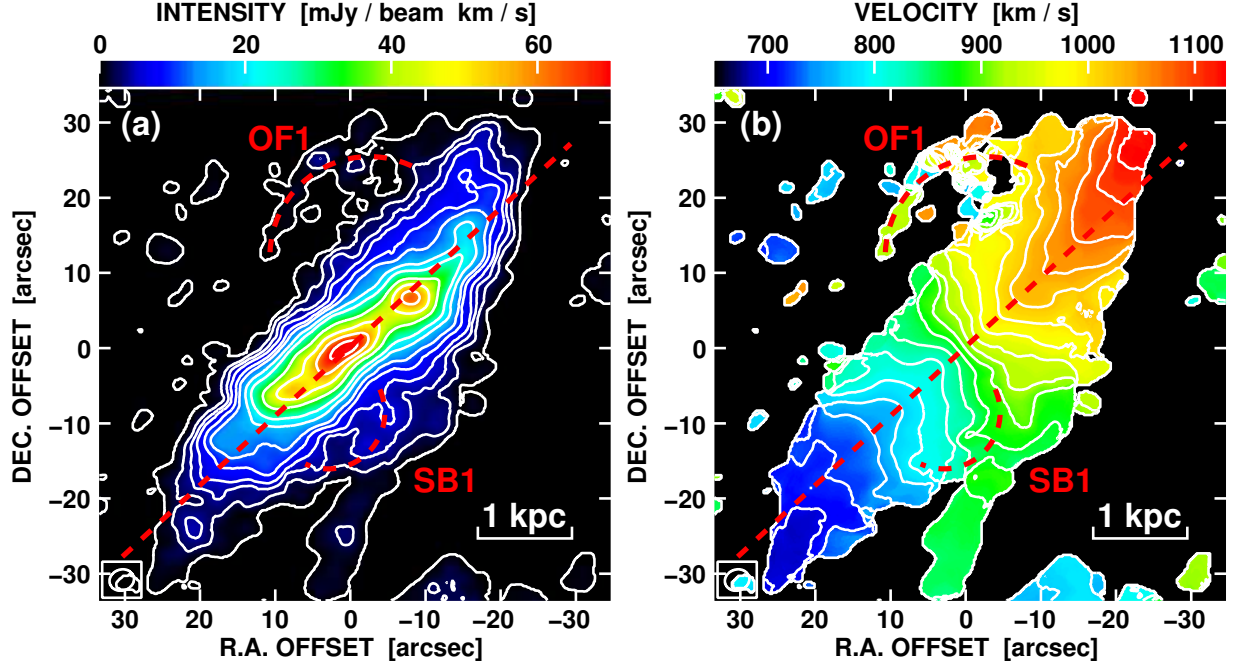 INTENSITY [mJy / beam km / s]
0 20 40 60
(a)
OF1
SB1
1 kpc
30
20
10
0
−10
−20
−30
DEC. OFFSET [arcsec]
30 20 10 0 −10 −20 −30
R.A. OFFSET [arcsec]
VELOCITY [km / s]
700 800 900 1000 1100
(b)
OF1
SB1
1 kpc
30
20
10
0
−10
−20
−30
DEC. OFFSET [arcsec]
30 20 10 0 −10 −20 −30
R.A. OFFSET [arcsec]